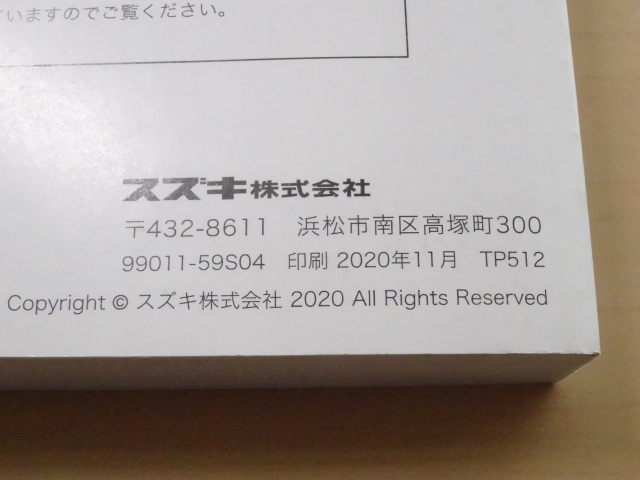 いますのでご覧ください。
スズキ株式会社
〒432-8611 浜松市南区高塚町300
99011-59S04 印刷 2020年11月 TP512
Copyright © スズキ株式会社 2020 All Rights Reserved